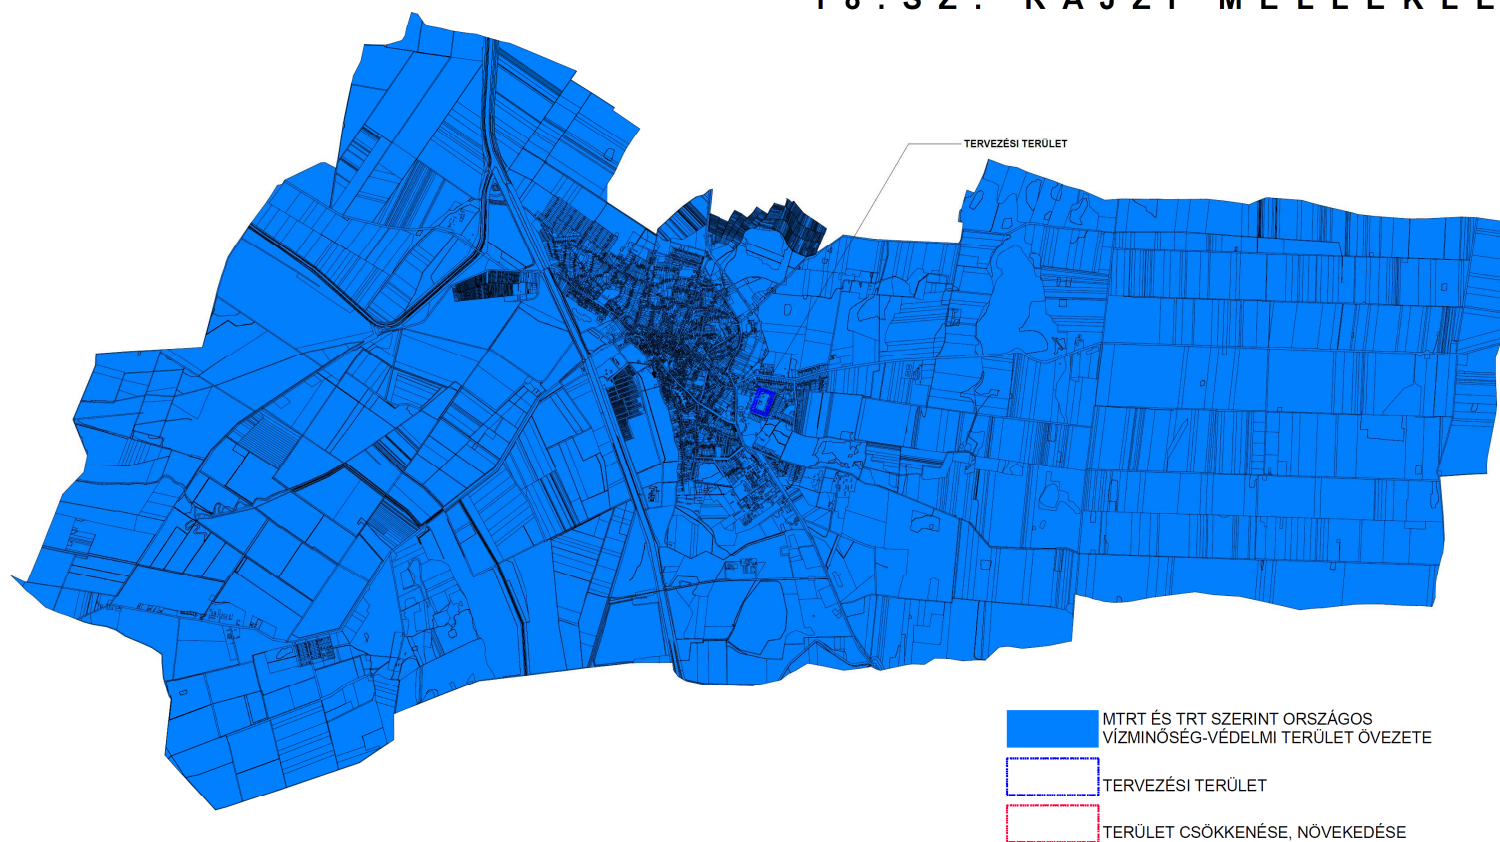 TERVEZÉSI TERÜLET
MTRT ÉS TRT SZERINT ORSZÁGOS
VÍZMINŐSÉG-VÉDELMI TERÜLET ÖVEZETE
TERVEZÉSI TERÜLET
TERÜLET CSÖKKENÉSE, NÖVEKEDÉSE